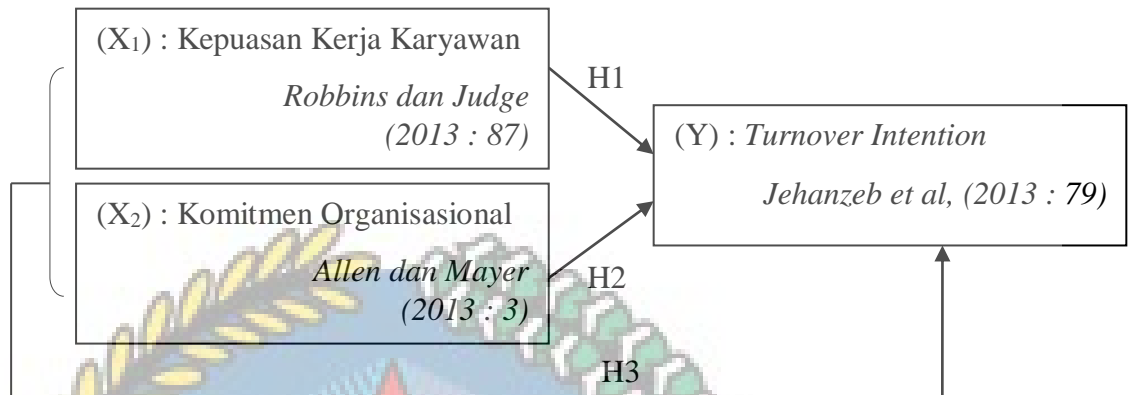 (X₁) : Kepuasan Kerja Karyawan
Robbins dan Judge
(2013 : 87)
H1
(Y) : Turnover Intention
Jehanzeb et al, (2013 : 79)
(X₂) : Komitmen Organisasional
Allen dan Mayer
(2013 : 3)
H2
H3